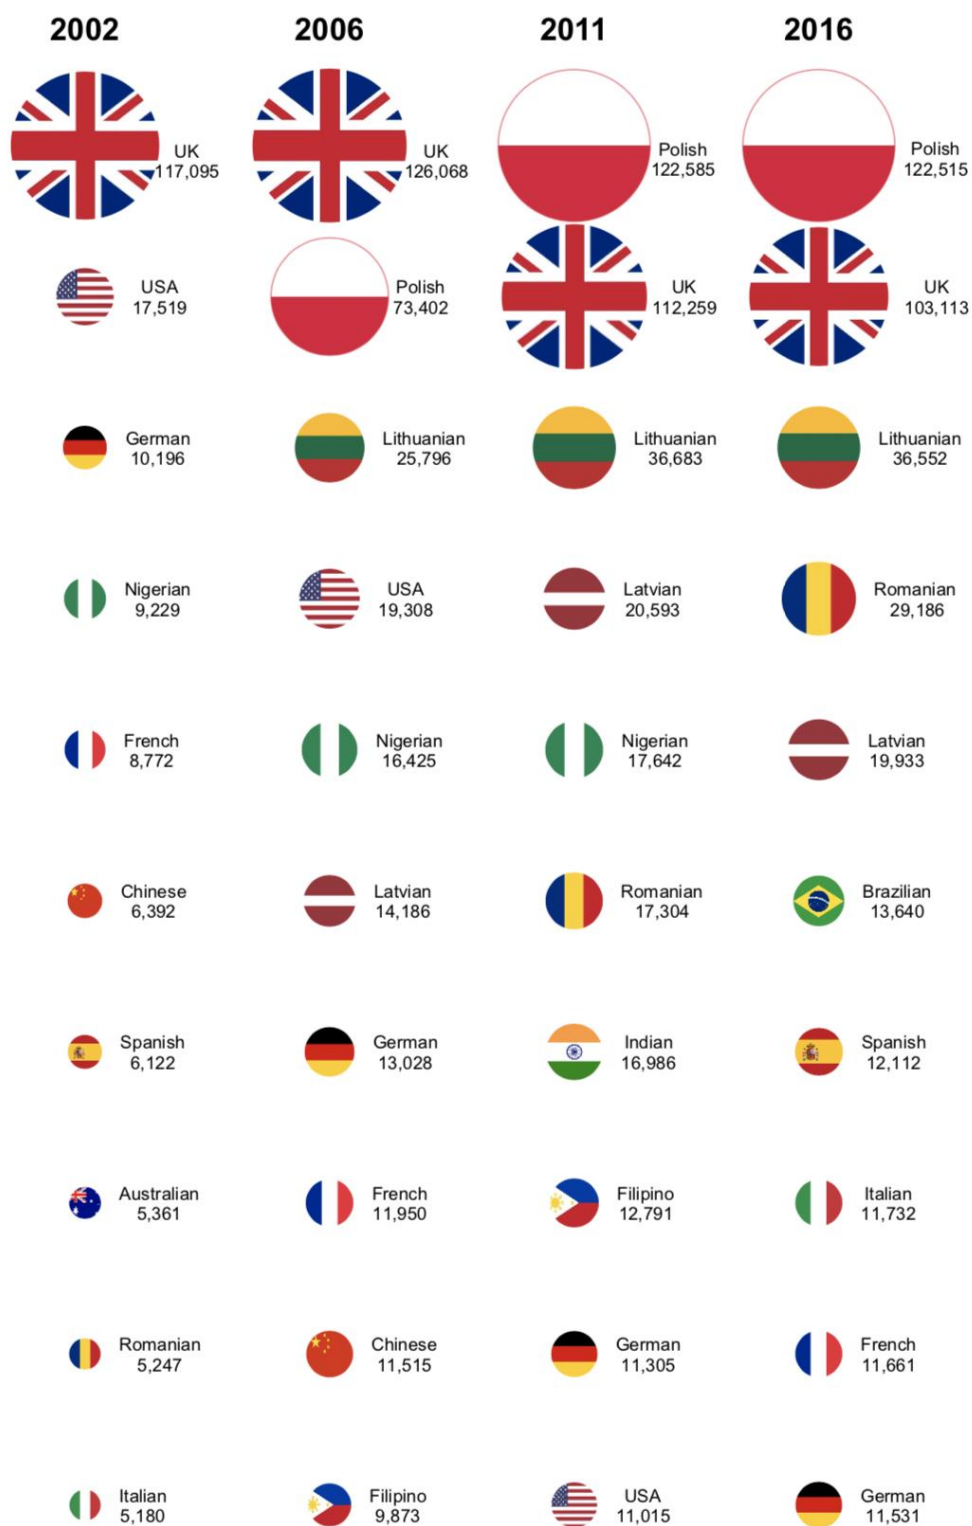 2002 2006 2011 2016
UK UK Polish Polish
117,095 126,068 122,585 122,515
USA Polish UK UK
17,519 73,402 112,259 103,113
German Lithuanian Lithuanian Lithuanian
10,196 25,796 36,683 36,552
Nigerian USA Latvian Romanian
9,229 19,308 20,593 29,186
French Nigerian Nigerian Latvian
8,772 16,425 17,642 19,933
Chinese Latvian Romanian Brazilian
6,392 14,186 17,304 13,640
Spanish German Indian Spanish
6,122 13,028 16,986 12,112
Australian French Filipino Italian
5,361 11,950 12,791 11,732
Romanian Chinese German French
5,247 11,515 11,305 11,661
Italian Filipino USA German
5,180 9,873 11,015 11,531